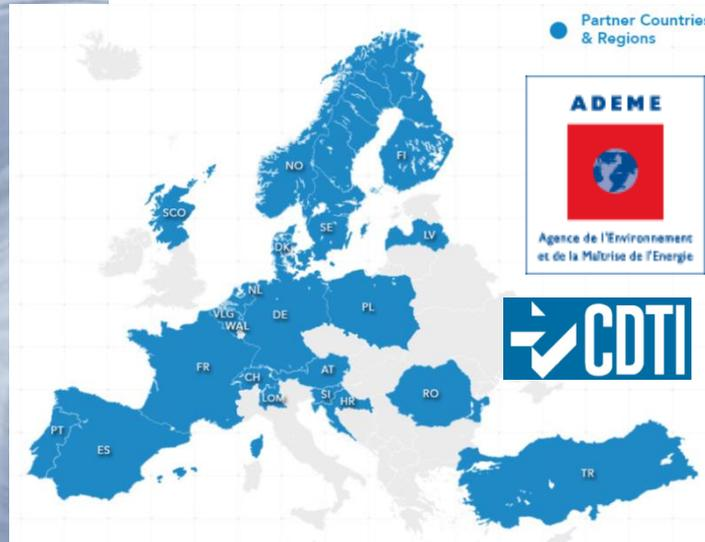 Partner Countries
& Regions
ADEME
Agence de l'Environnement
et de la Maîtrise de l'Energie
CDTI
NO
FI
SCO
SE
LV
DK
NL
VLG
WAL
DE
PL
FR
CH
AT
LOM
SI
HR
RO
PT
ES
TR